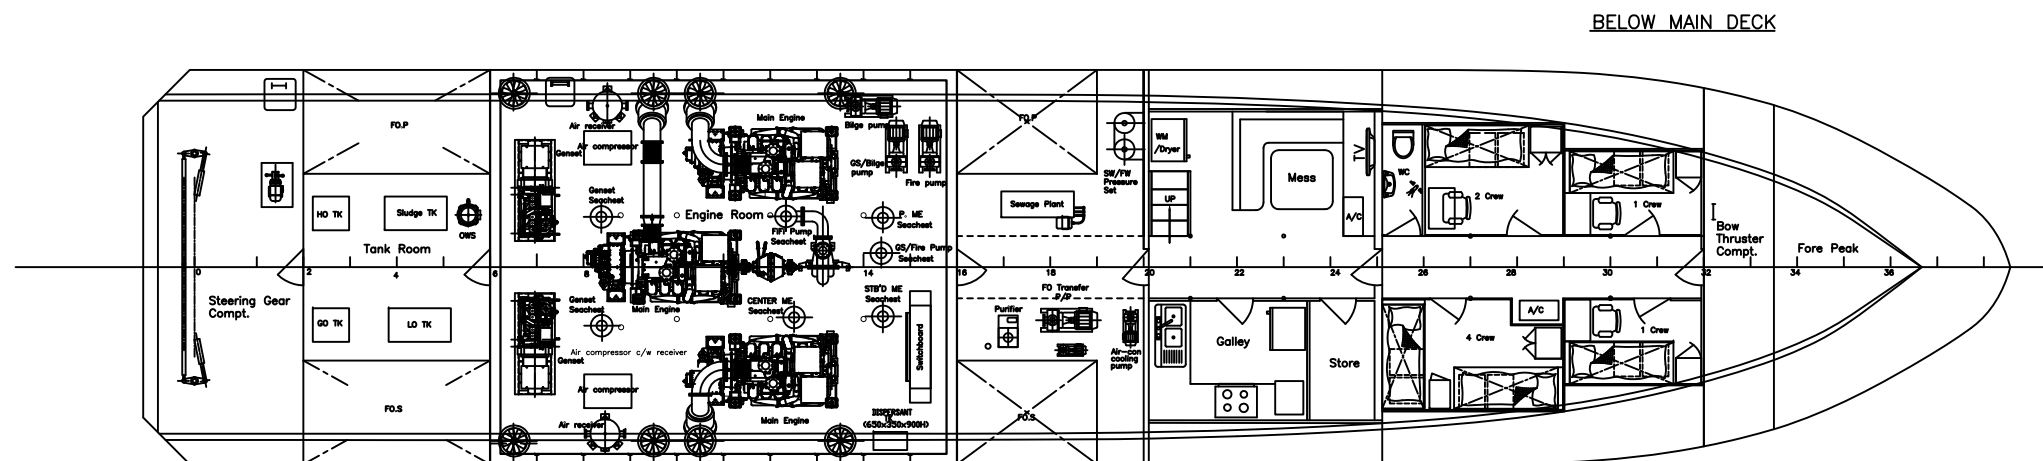 BELOW MAIN DECK
FO.P
Air receiver
Air compressor
Genset
Main Engine
Bilge pump
GS/Bilge
pump
Fire pump
FO.P
SW/FW
Pressure
Set
WM
/Dryer
UP
Mess
TV
A/C
WC
2 Crew
1 Crew
HO TK
Sludge TK
OWS
Tank Room
Genset
Seachest
Engine Room
FiFi Pump
Seachest
P. ME
Seachest
GS/Fire Pump
Seachest
Sewage Plant
Bow
Thruster
Compt.
Fore Peak
0
2
4
6
8
14
16
18
20
22
24
26
28
30
32
34
36
Steering Gear
Compt.
GO TK
LO TK
Genset
Seachest
Main Engine
CENTER ME
Seachest
STB'D ME
Seachest
Switchboard
FO Transfer
P/P
Purifier
Air-con
cooling
pump
Galley
Store
A/C
4 Crew
1 Crew
Air compressor c/w receiver
Genset
Air compressor
Air receiver
Main Engine
FO.S
DISPERSANT
TK
(650x350x900H)
FO.S